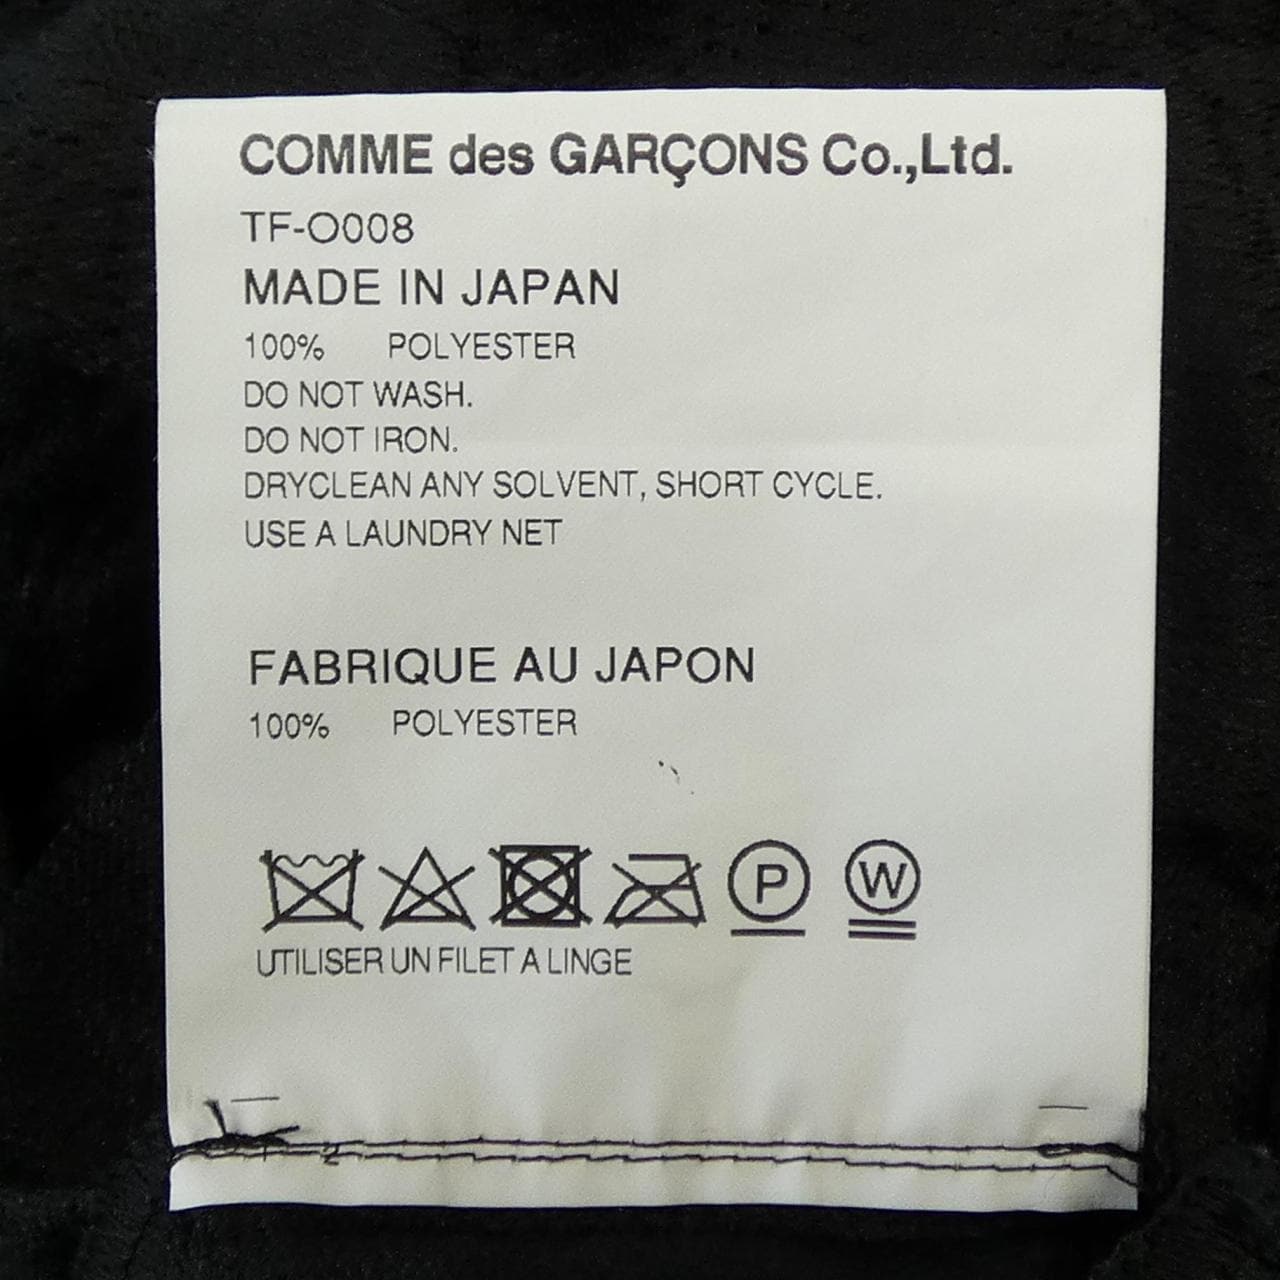 COMME des GARÇONS Co.,Ltd.
TF-O008
MADE IN JAPAN
100% POLYESTER
DO NOT WASH.
DO NOT IRON.
DRYCLEAN ANY SOLVENT, SHORT CYCLE.
USE A LAUNDRY NET
FABRIQUE AU JAPON
100% POLYESTER
P W
UTILISER UN FILET A LINGE